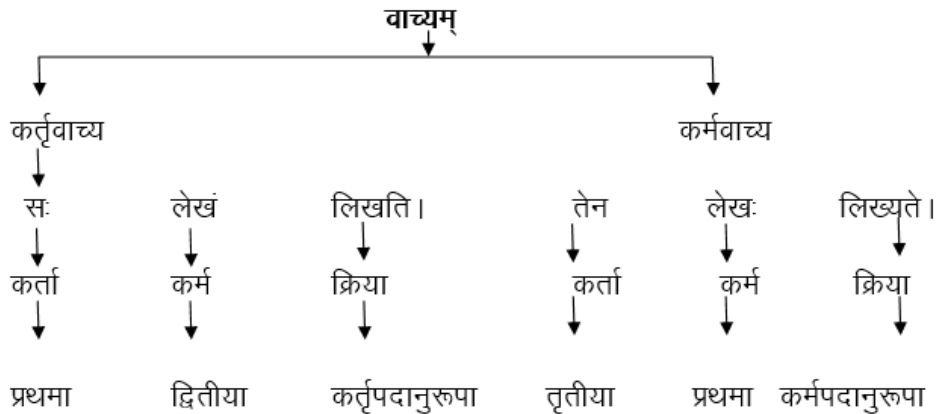 वाच्यम्
कर्तृवाच्य कर्मवाच्य
सः लेखं लिखति। तेन लेखः लिख्यते।
कर्ता कर्म क्रिया कर्ता कर्म क्रिया
प्रथमा द्वितीया कर्तृपदानुरूपा तृतीया प्रथमा कर्मपदानुरूपा